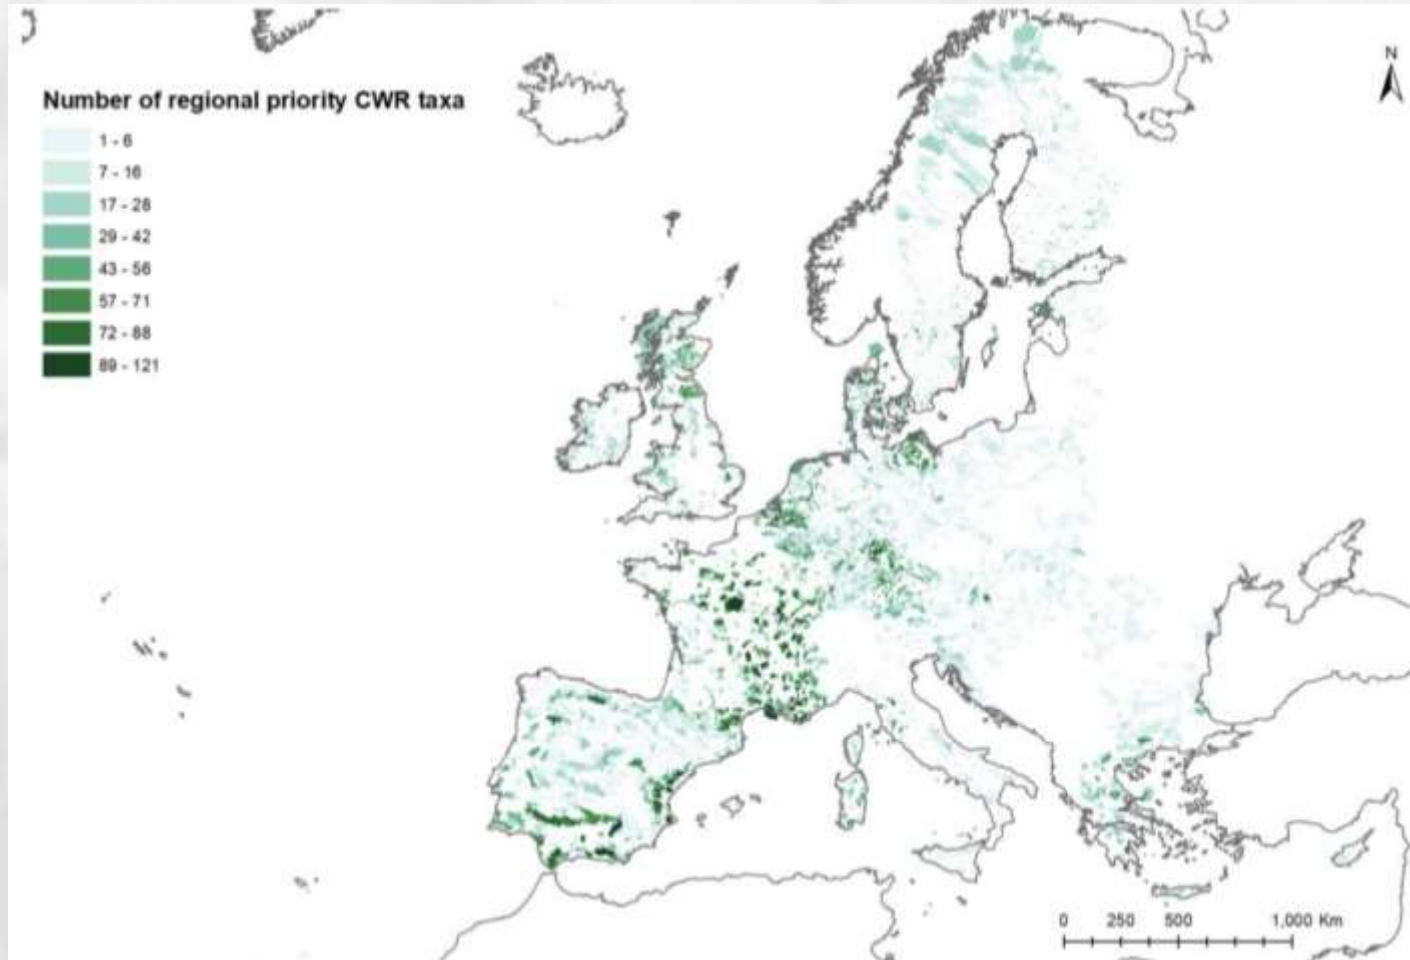 N
Number of regional priority CWR taxa
1 - 6
7 - 16
17 - 28
29 - 42
43 - 56
57 - 71
72 - 88
89 - 121
0 250 500 1,000 Km